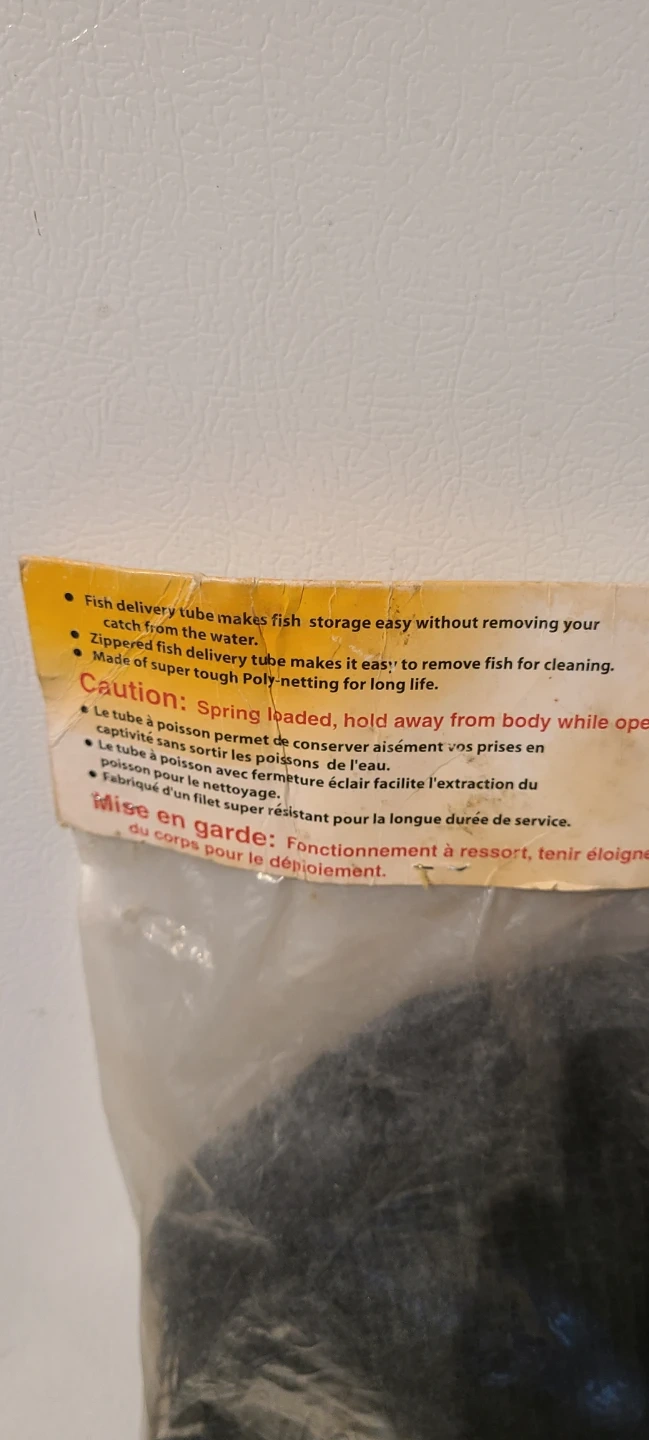 • Fish delivery tube makes fish storage easy without removing your
catch from the water.
• Zippered fish delivery tube makes it easy to remove fish for cleaning.
• Made of super tough Poly-netting for long life.
Caution: Spring loaded, hold away from body while ope
• Le tube à poisson permet de conserver aisément vos prises en
captivité sans sortir les poissons de l'eau.
• Le tube à poisson avec fermeture éclair facilite l'extraction du
poisson pour le nettoyage.
• Fabriqué d'un filet super résistant pour la longue durée de service.
Mise en garde: Fonctionnement à ressort, tenir éloigne
du corps pour le déploiement.